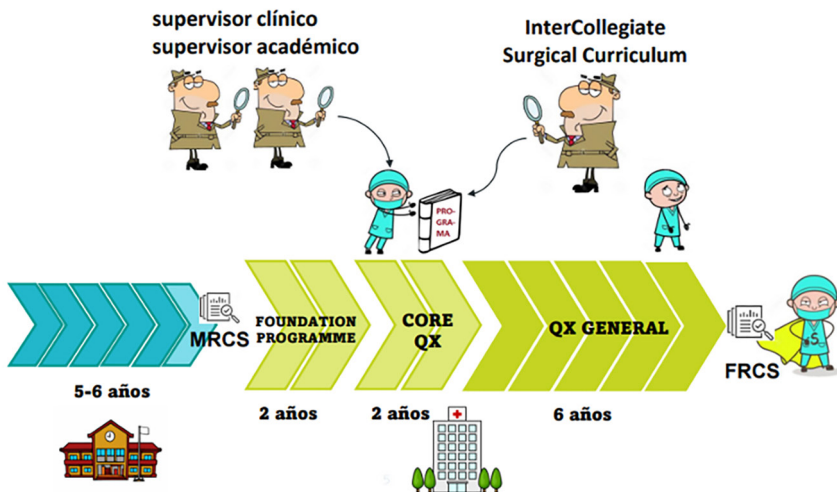 supervisor clínico
supervisor académico
InterCollegiate
Surgical Curriculum
PRO-
GRA-
MA
MRCS
FOUNDATION
PROGRAMME
CORE
QX
QX GENERAL
S
FRCS
5-6 años
2 años
2 años
6 años
5